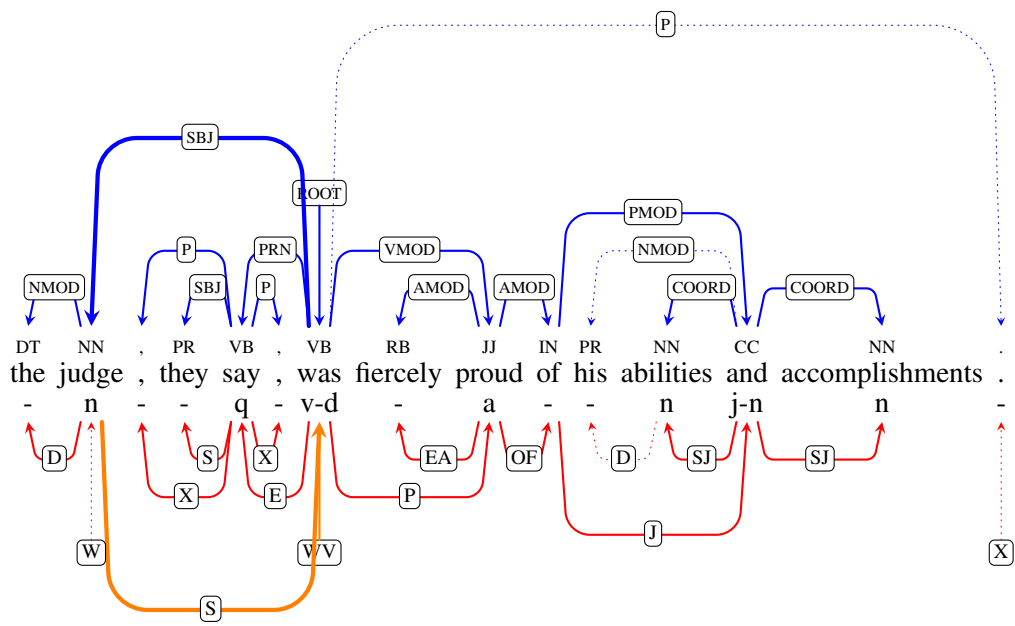 P
SBJ
ROOT
PMOD
P PRN VMOD NMOD
NMOD SBJ P AMOD AMOD COORD COORD
DT NN , PR VB , VB RB JJ IN PR NN CC NN .
the judge , they say , was fiercely proud of his abilities and accomplishments .
- n - - q - v-d - a - - n j-n n -
D S X EA OF D SJ SJ
X E P
J
W WV X
S